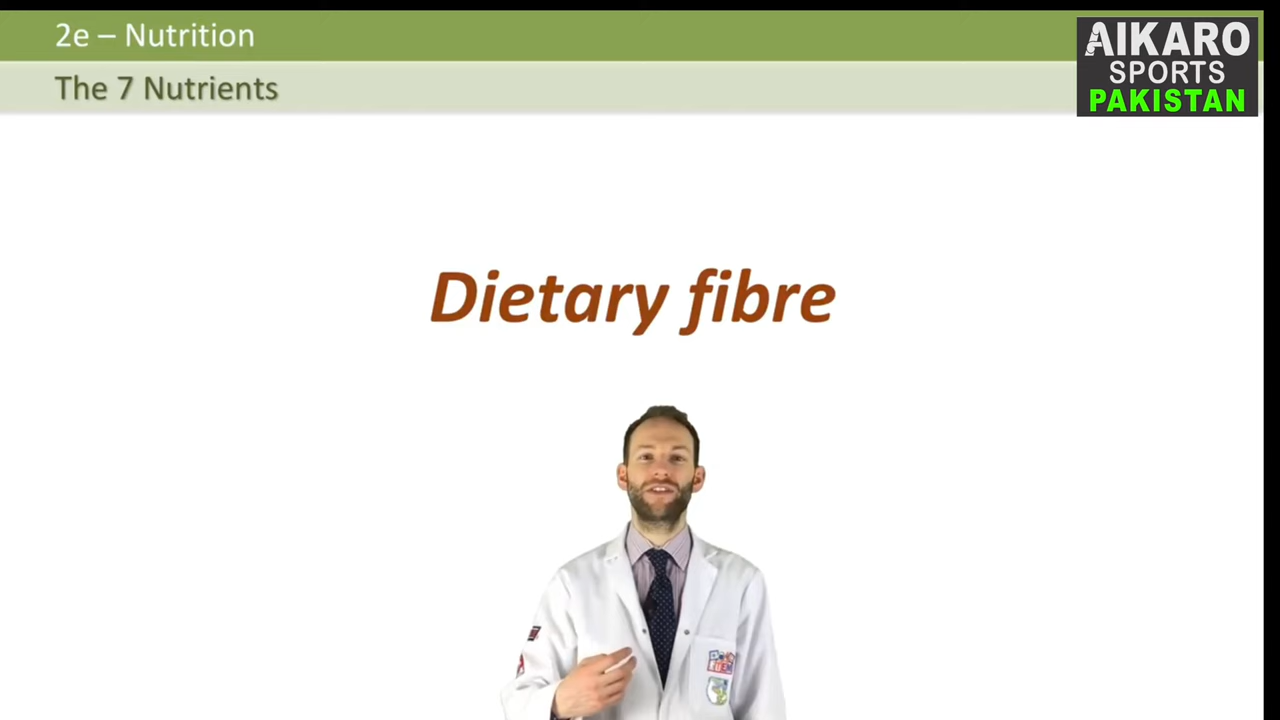 2e – Nutrition
The 7 Nutrients
AIKARO
SPORTS
PAKISTAN
Dietary fibre